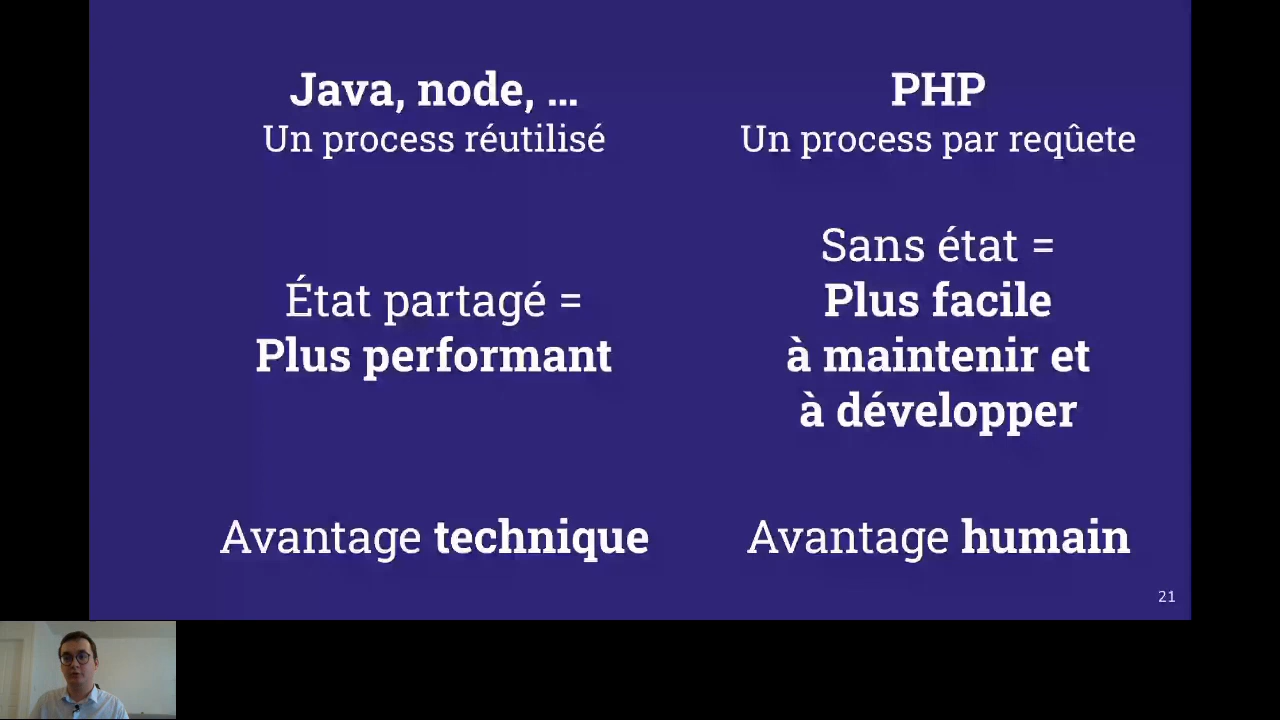 Java, node, ...
Un process réutilisé
État partagé =
Plus performant
Avantage technique
PHP
Un process par reqûete
Sans état =
Plus facile
à maintenir et
à développer
Avantage humain
21